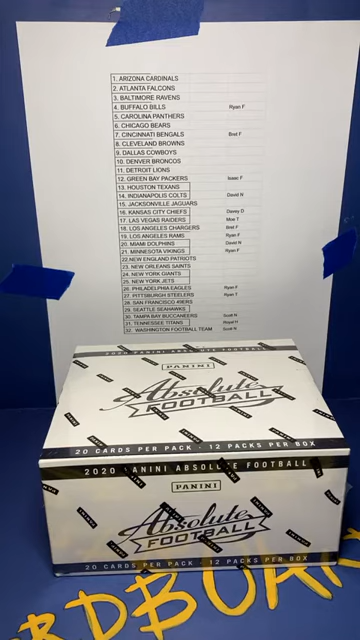 1. ARIZONA CARDINALS
2. ATLANTA FALCONS
3. BALTIMORE RAVENS
4. BUFFALO BILLS Ryan F
5. CAROLINA PANTHERS
6. CHICAGO BEARS
7. CINCINNATI BENGALS Bret F
8. CLEVELAND BROWNS
9. DALLAS COWBOYS
10. DENVER BRONCOS
11. DETROIT LIONS
12. GREEN BAY PACKERS Isaac F
13. HOUSTON TEXANS
14. INDIANAPOLIS COLTS David N
15. JACKSONVILLE JAGUARS
16. KANSAS CITY CHIEFS Danny D
17. LAS VEGAS RAIDERS Moe T
18. LOS ANGELES CHARGERS Bret F
19. LOS ANGELES RAMS Ryan F
20. MIAMI DOLPHINS David N
21. MINNESOTA VIKINGS Ryan F
22. NEW ENGLAND PATRIOTS
23. NEW ORLEANS SAINTS
24. NEW YORK GIANTS
25. NEW YORK JETS
26. PHILADELPHIA EAGLES Ryan F
27. PITTSBURGH STEELERS Ryan T
28. SAN FRANCISCO 49ERS
29. SEATTLE SEAHAWKS
30. TAMPA BAY BUCCANEERS Scott N
31. TENNESSEE TITANS
32. WASHINGTON FOOTBALL TEAM Scott N
2020 PANINI ABSOLUTE FOOTBALL
PANINI
Absolute
FOOTBALL
20 CARDS PER PACK - 12 PACKS PER BOX
2020 PANINI ABSOLUTE FOOTBALL
PANINI
Absolute
FOOTBALL
20 CARDS PER PACK - 12 PACKS PER BOX